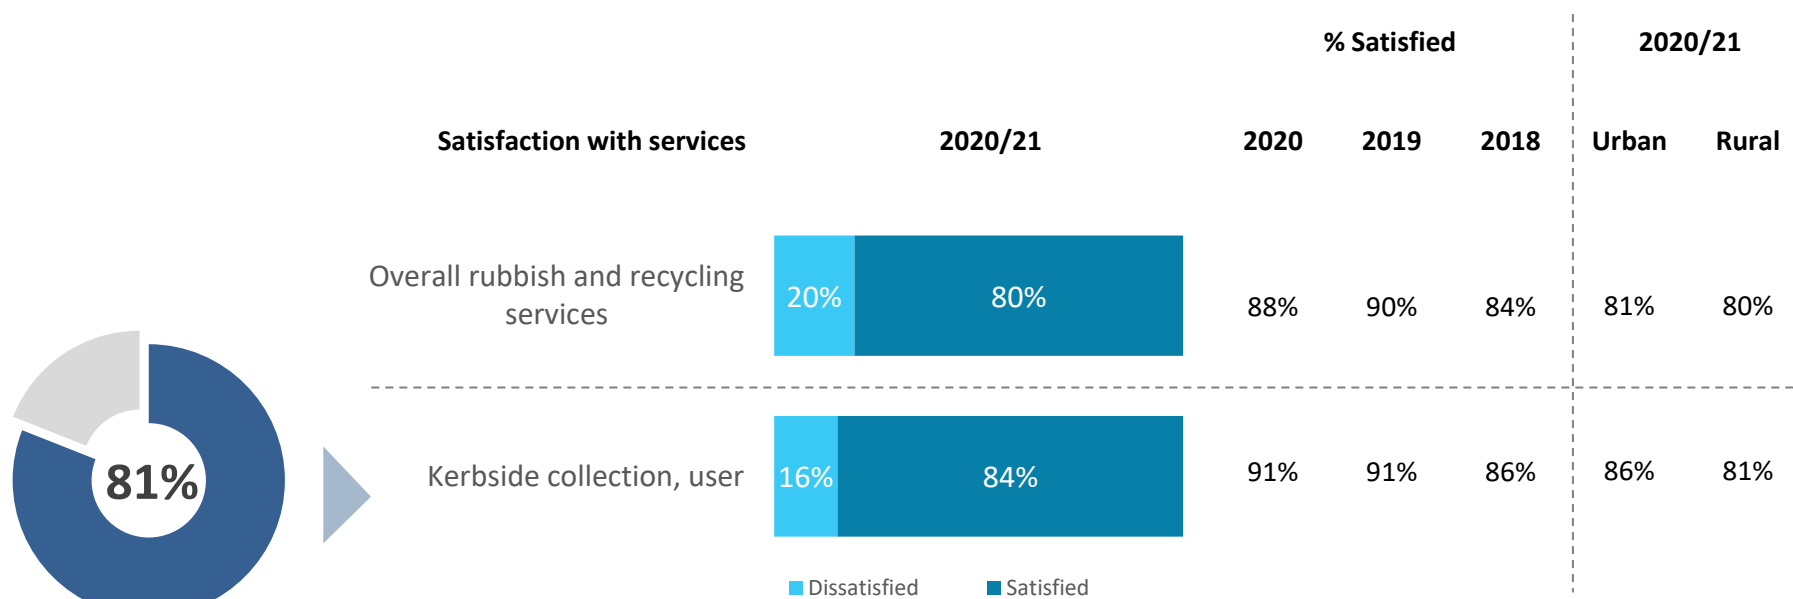 % Satisfied 2020/21
Satisfaction with services 2020/21 2020 2019 2018 Urban Rural
Overall rubbish and recycling
services
20% 80% 88% 90% 84% 81% 80%
81%
Kerbside collection, user 16% 84% 91% 91% 86% 86% 81%
Dissatisfied Satisfied